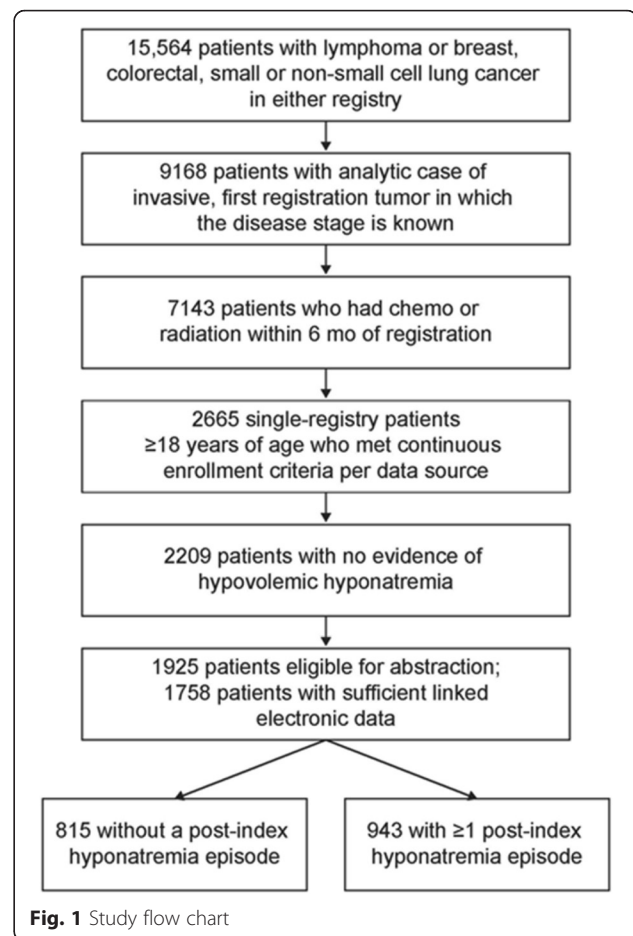 15,564 patients with lymphoma or breast,
colorectal, small or non-small cell lung cancer
in either registry
9168 patients with analytic case of
invasive, first registration tumor in which
the disease stage is known
7143 patients who had chemo or
radiation within 6 mo of registration
2665 single-registry patients
≥18 years of age who met continuous
enrollment criteria per data source
2209 patients with no evidence of
hypovolemic hyponatremia
1925 patients eligible for abstraction;
1758 patients with sufficient linked
electronic data
815 without a post-index
hyponatremia episode
943 with ≥1 post-index
hyponatremia episode
Fig. 1 Study flow chart